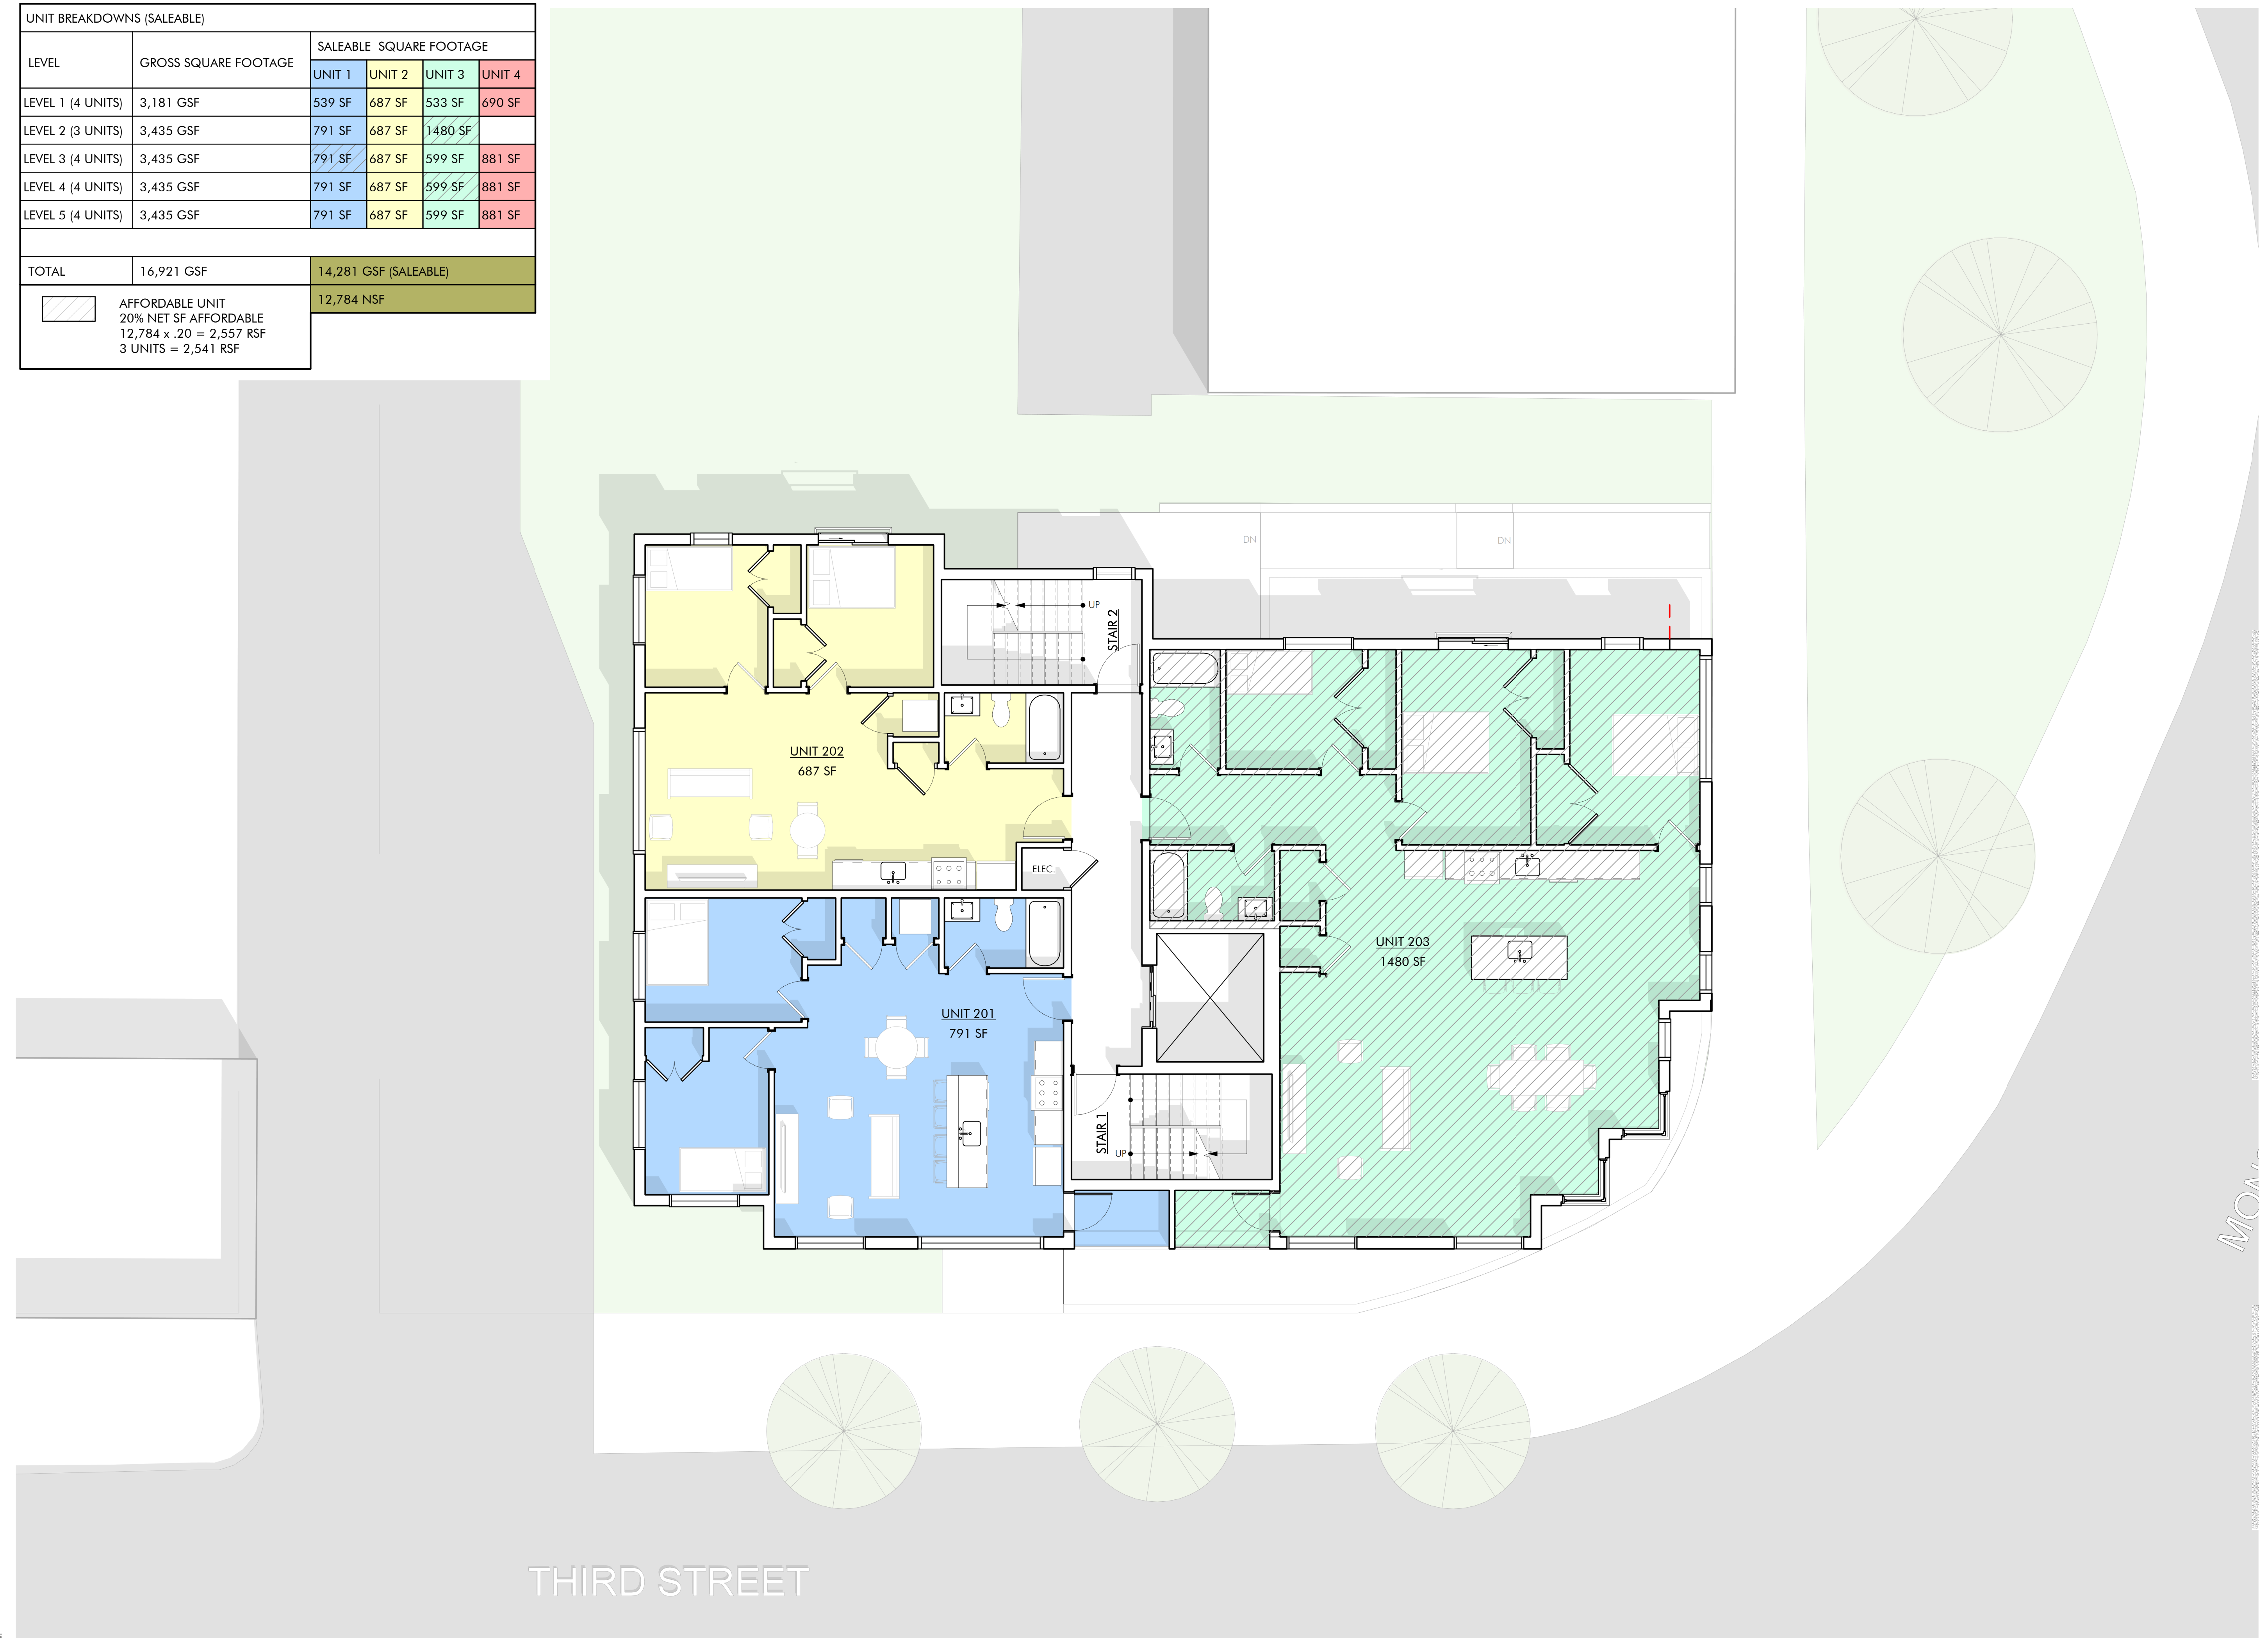 UNIT BREAKDOWNS (SALEABLE)
LEVEL GROSS SQUARE FOOTAGE SALEABLE SQUARE FOOTAGE
UNIT 1 UNIT 2 UNIT 3 UNIT 4
LEVEL 1 (4 UNITS) 3,181 GSF 539 SF 687 SF 533 SF 690 SF
LEVEL 2 (3 UNITS) 3,435 GSF 791 SF 687 SF 1480 SF
LEVEL 3 (4 UNITS) 3,435 GSF 791 SF 687 SF 599 SF 881 SF
LEVEL 4 (4 UNITS) 3,435 GSF 791 SF 687 SF 599 SF 881 SF
LEVEL 5 (4 UNITS) 3,435 GSF 791 SF 687 SF 599 SF 881 SF
TOTAL 16,921 GSF 14,281 GSF (SALEABLE)
12,784 NSF
AFFORDABLE UNIT
20% NET SF AFFORDABLE
12,784 x .20 = 2,557 RSF
3 UNITS = 2,541 RSF
DN
DN
UP
STAIR 2
UNIT 202
687 SF
ELEC.
UNIT 203
1480 SF
UNIT 201
791 SF
STAIR 1
UP
THIRD STREET